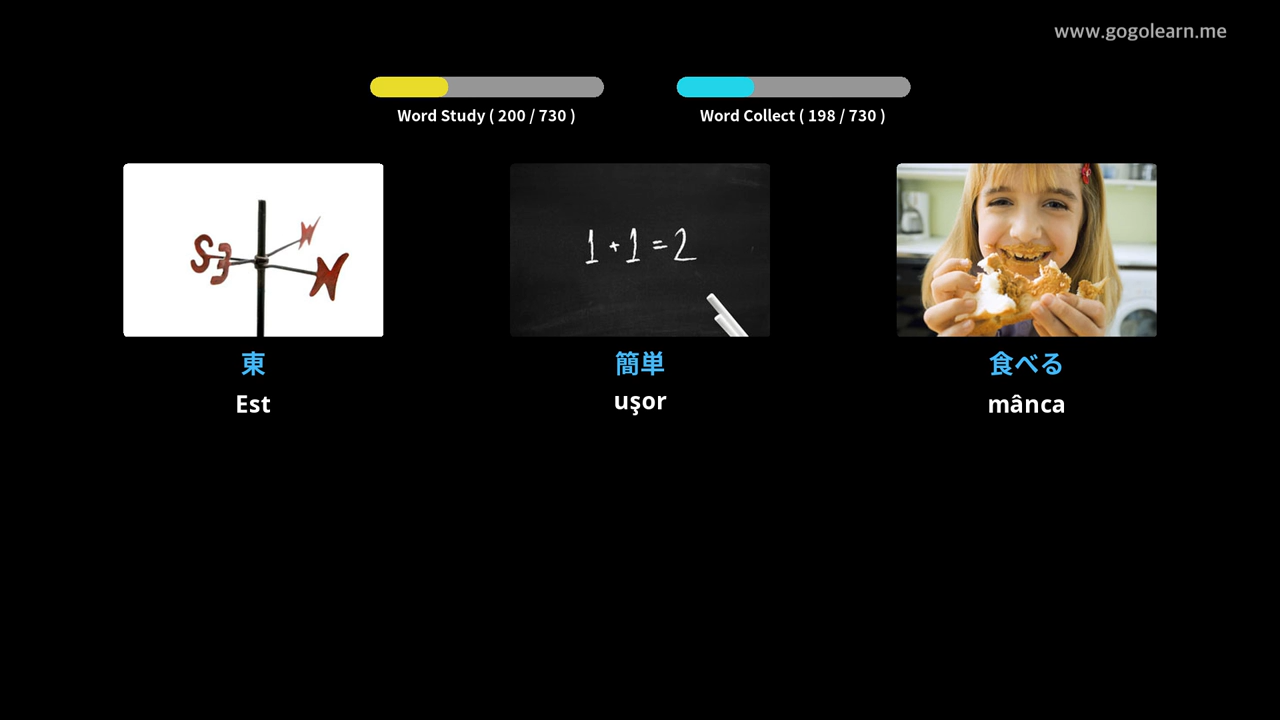 www.gogolearn.me
Word Study ( 200 / 730 )
Word Collect ( 198 / 730 )
S E N W
1 + 1 = 2
東
簡単
食べる
Est
uşor
mânca